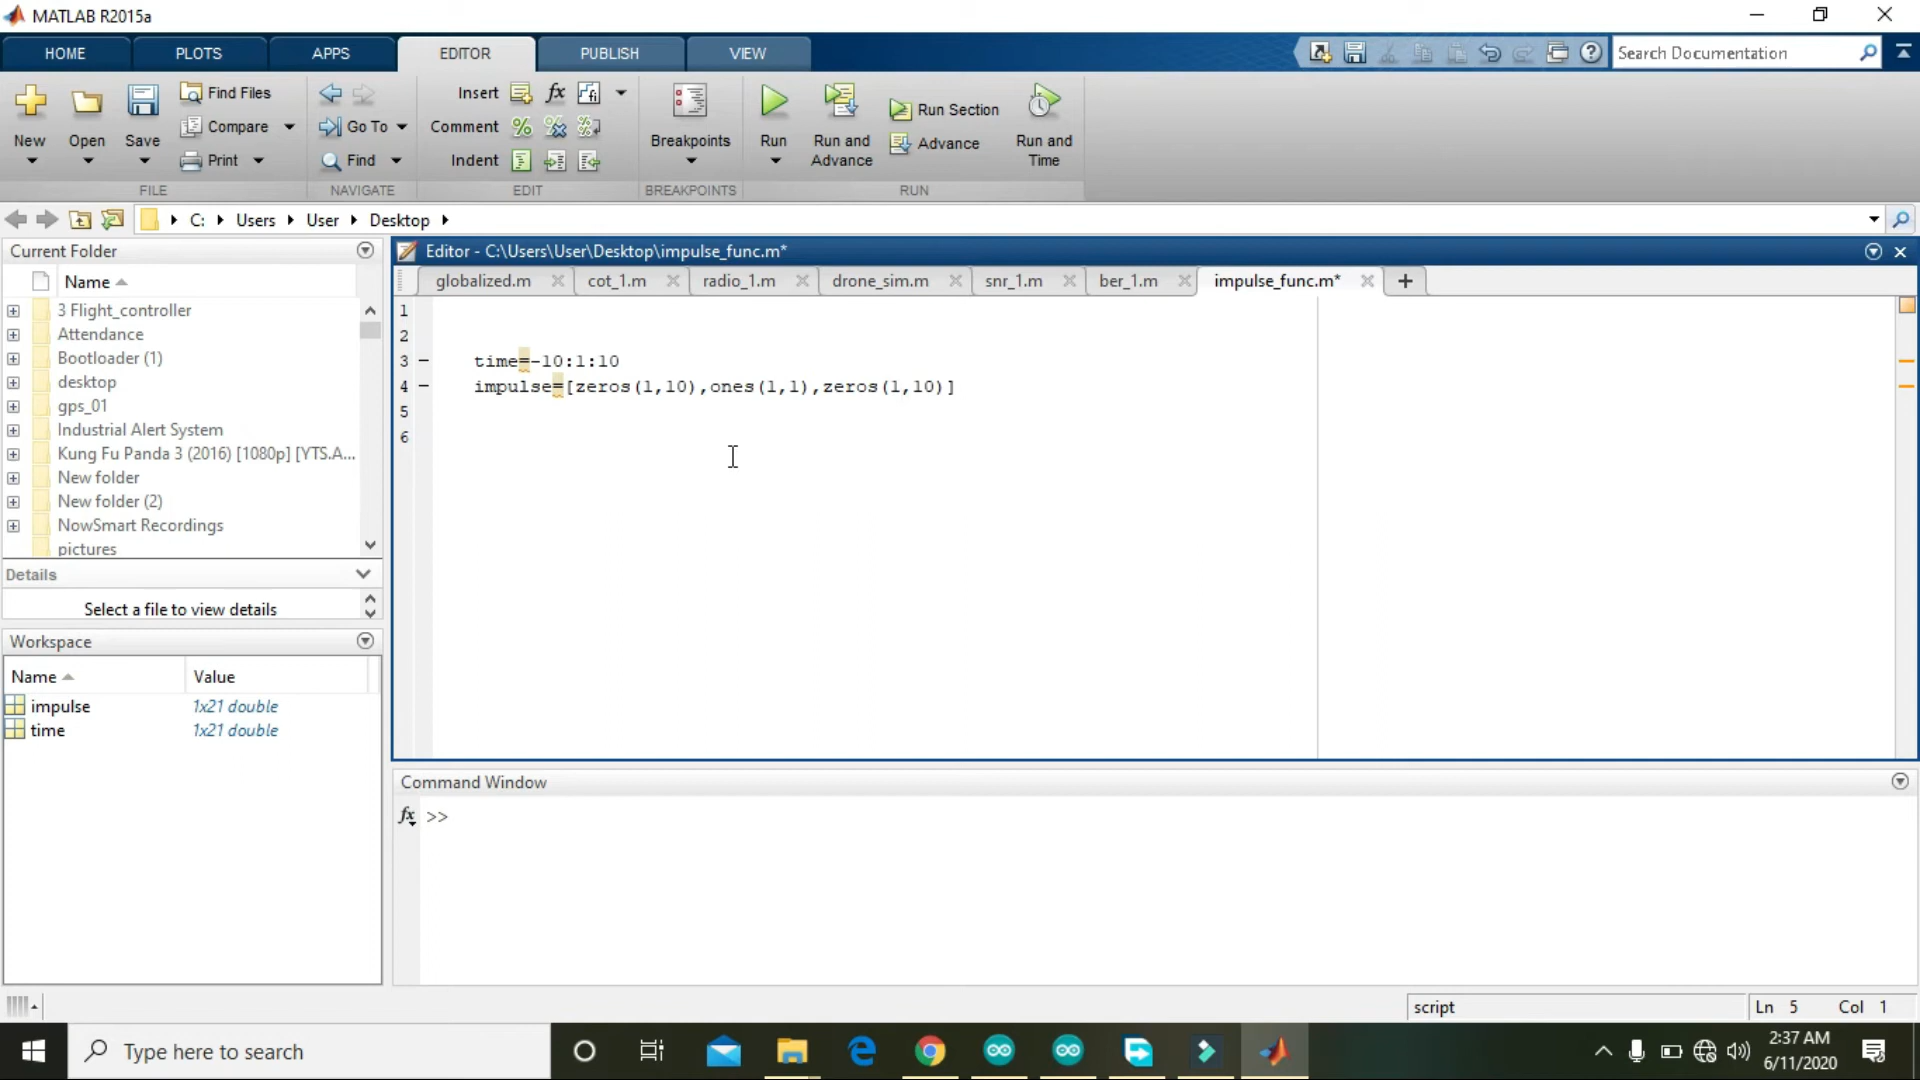 MATLAB R2015a
HOME PLOTS APPS EDITOR PUBLISH VIEW Search Documentation
New Open Save Find Files Compare Print
FILE
Go To Find
NAVIGATE
Insert fx
Comment
Indent
EDIT
Breakpoints
BREAKPOINTS
Run Run and Advance Run Section Advance Run and Time
RUN
C: Users User Desktop
Current Folder
Name
3 Flight_controller
Attendance
Bootloader (1)
desktop
gps_01
Industrial Alert System
Kung Fu Panda 3 (2016) [1080p] [YTS.A...
New folder
New folder (2)
NowSmart Recordings
pictures
Details
Select a file to view details
Workspace
Name Value
impulse 1x21 double
time 1x21 double
Editor - C:\Users\User\Desktop\impulse_func.m*
globalized.m cot_1.m radio_1.m drone_sim.m snr_1.m ber_1.m impulse_func.m*
1
2
3 – time=-10:1:10
4 – impulse=[zeros(1,10),ones(1,1),zeros(1,10)]
5
6
Command Window
fx >>
script Ln 5 Col 1
Type here to search
2:37 AM
6/11/2020